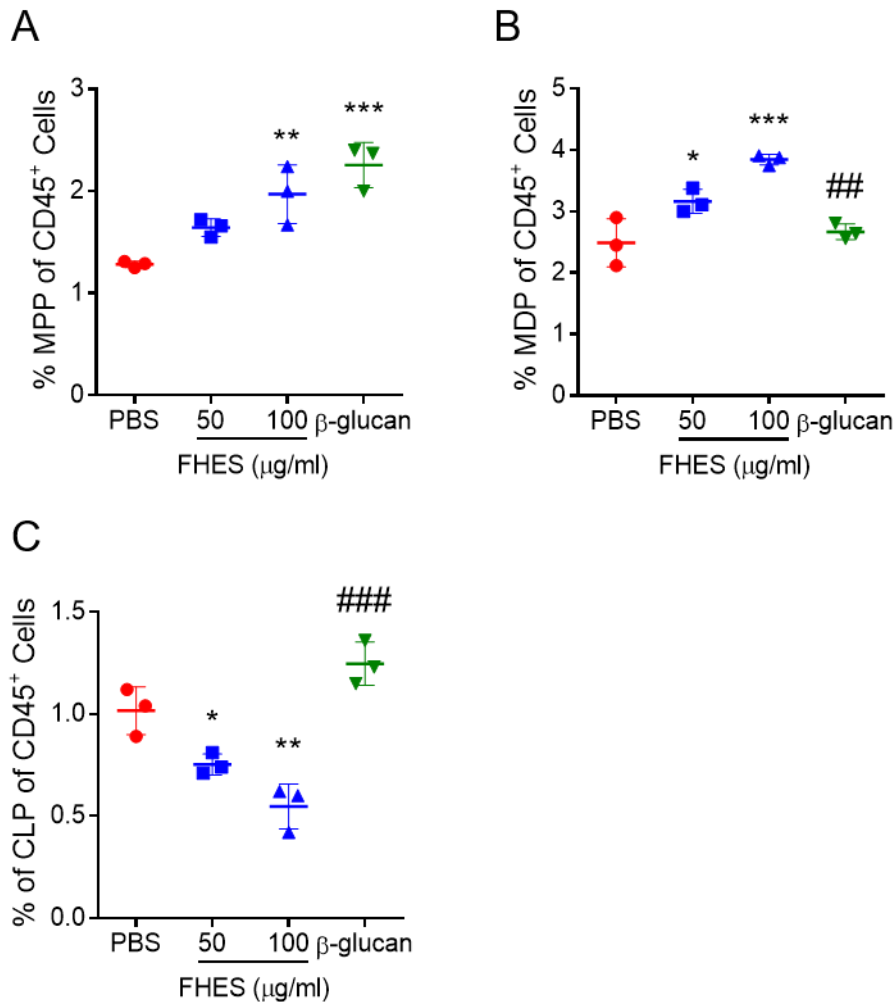 A
% MPP of CD45⁺ Cells
3
2
1
0
** ***
PBS 50 100 β-glucan
FHES (μg/ml)
B
% MDP of CD45⁺ Cells
5
4
3
2
1
0
* *** ##
PBS 50 100 β-glucan
FHES (μg/ml)
C
% of CLP of CD45⁺ Cells
1.5
1.0
0.5
0.0
* ** ###
PBS 50 100 β-glucan
FHES (μg/ml)